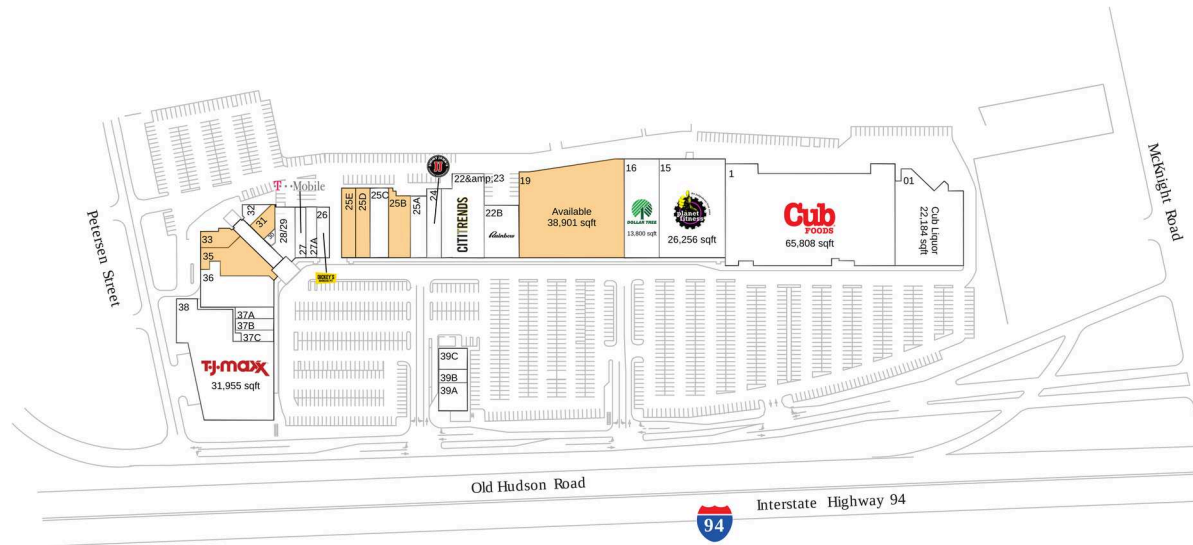 McKnight Road
Petersen Street
T··Mobile
32
31
30
33
35
36
28/29
27
27A
26
25E
25D
25C
25B
25A
24
22&amp;23
CITITRENDS
22B
Rainbow
19
Available
38,901 sqft
16
DOLLAR TREE
13,800 sqft
15
planet
fitness
26,256 sqft
1
Cub
FOODS
65,808 sqft
01
Cub Liquor
22,184 sqft
DICKEY'S
38
37A
37B
37C
T·J·maxx
31,955 sqft
39C
39B
39A
Old Hudson Road
Interstate Highway 94
94